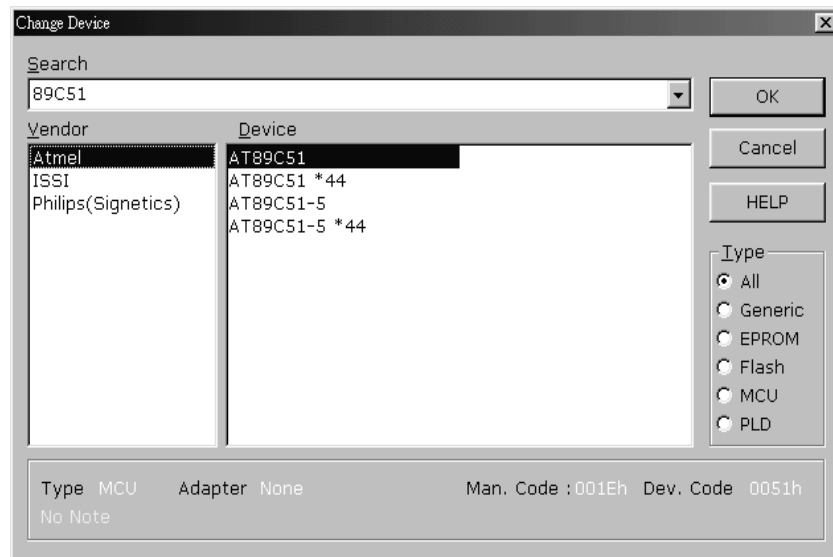 Change Device
Search
89C51
OK
Vendor
Device
Cancel
Atmel
AT89C51
ISSI
AT89C51 *44
Philips(Signetics)
AT89C51-5
HELP
AT89C51-5 *44
Type
All
Generic
EPROM
Flash
MCU
PLD
Type MCU Adapter None Man. Code :001Eh Dev. Code 0051h
No Note